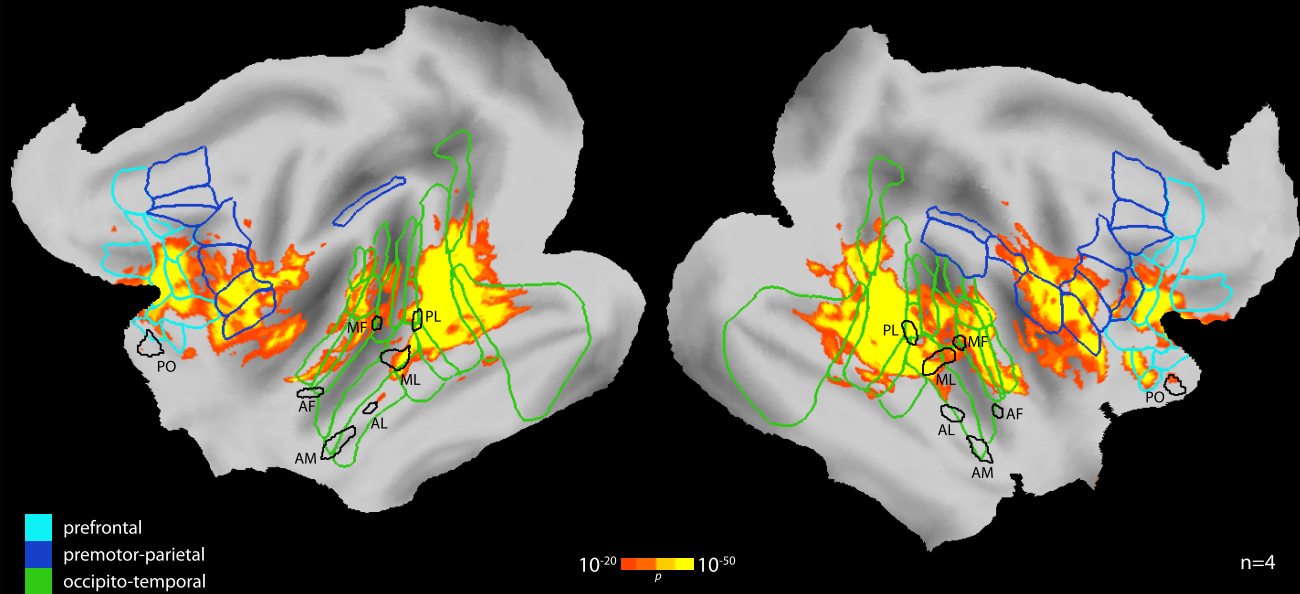 MF
PL
PO
ML
AF
AL
AM
PL
MF
ML
PO
AL
AF
AM
prefrontal
premotor-parietal
occipito-temporal
10-20
10-50
p
n=4